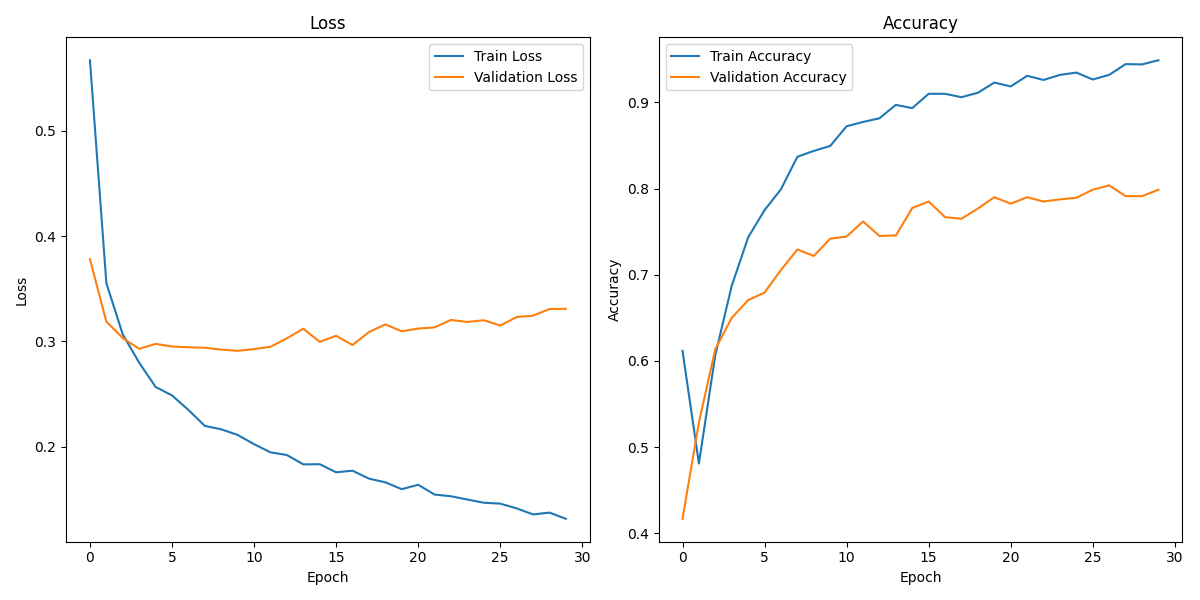 Loss
Train Loss
Validation Loss
0.5
0.4
0.3
0.2
Loss
0 5 10 15 20 25 30
Epoch
Accuracy
Train Accuracy
Validation Accuracy
0.9
0.8
0.7
0.6
0.5
0.4
Accuracy
0 5 10 15 20 25 30
Epoch